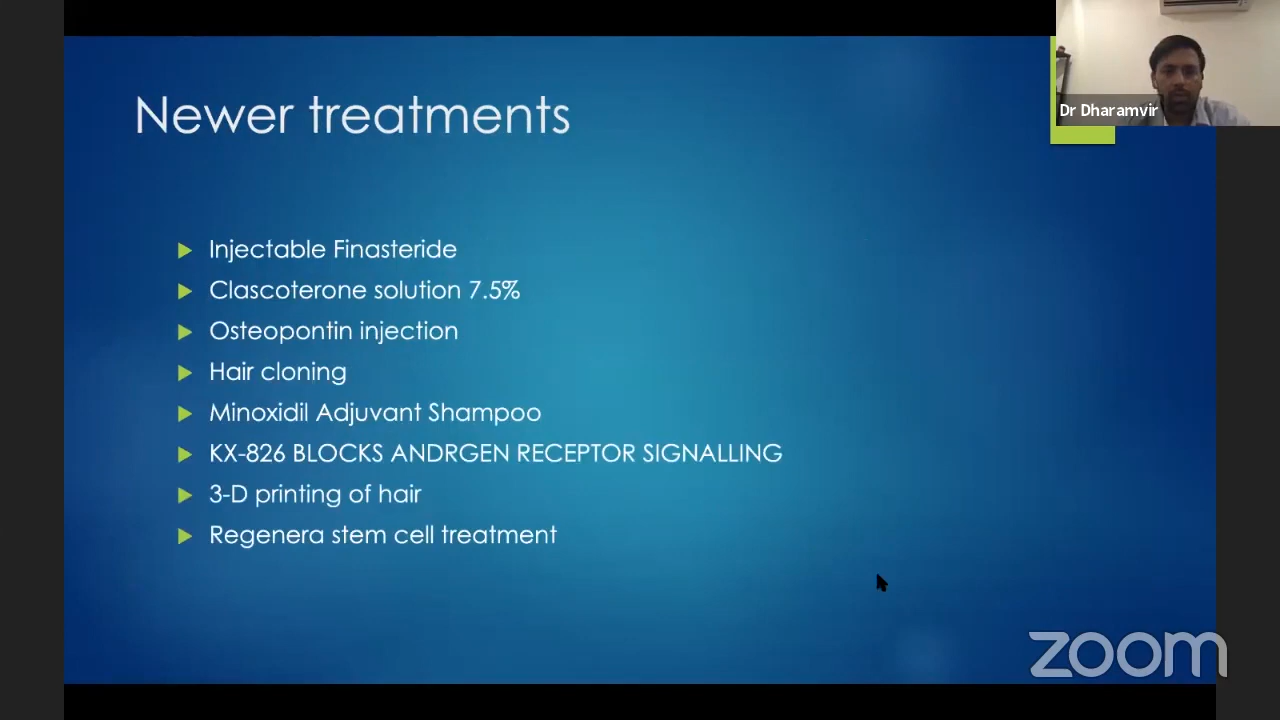 Newer treatments
Dr Dharamvir
Injectable Finasteride
Clascoterone solution 7.5%
Osteopontin injection
Hair cloning
Minoxidil Adjuvant Shampoo
KX-826 BLOCKS ANDRGEN RECEPTOR SIGNALLING
3-D printing of hair
Regenera stem cell treatment
zoom